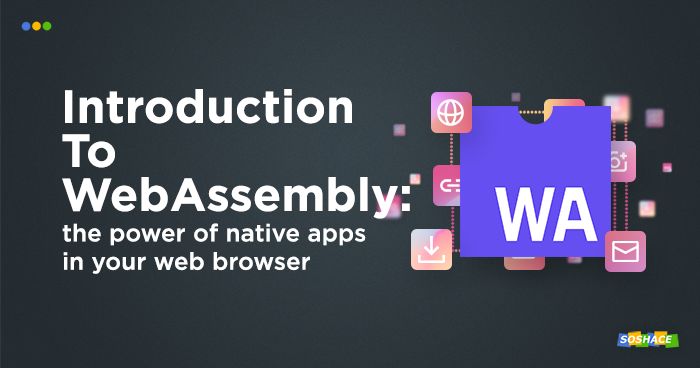 Introduction
To
WebAssembly:
the power of native apps
in your web browser
WA
SOSHACE